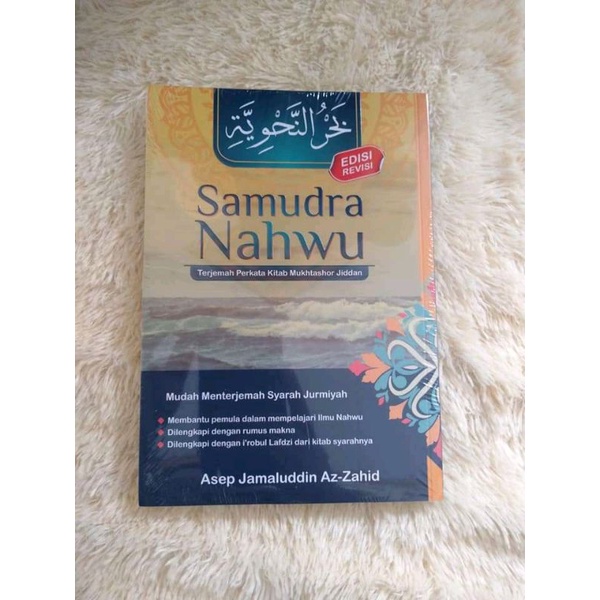 بَحْرُ النَّحْوِيَّةِ
EDISI
REVISI
Samudra
Nahwu
Terjemah Perkata Kitab Mukhtashor Jiddan
Mudah Menterjemah Syarah Jurmiyah
Membantu pemula dalam mempelajari Ilmu Nahwu
Dilengkapi dengan rumus makna
Dilengkapi dengan i'robul Lafdzi dari kitab syarahnya
Asep Jamaluddin Az-Zahid